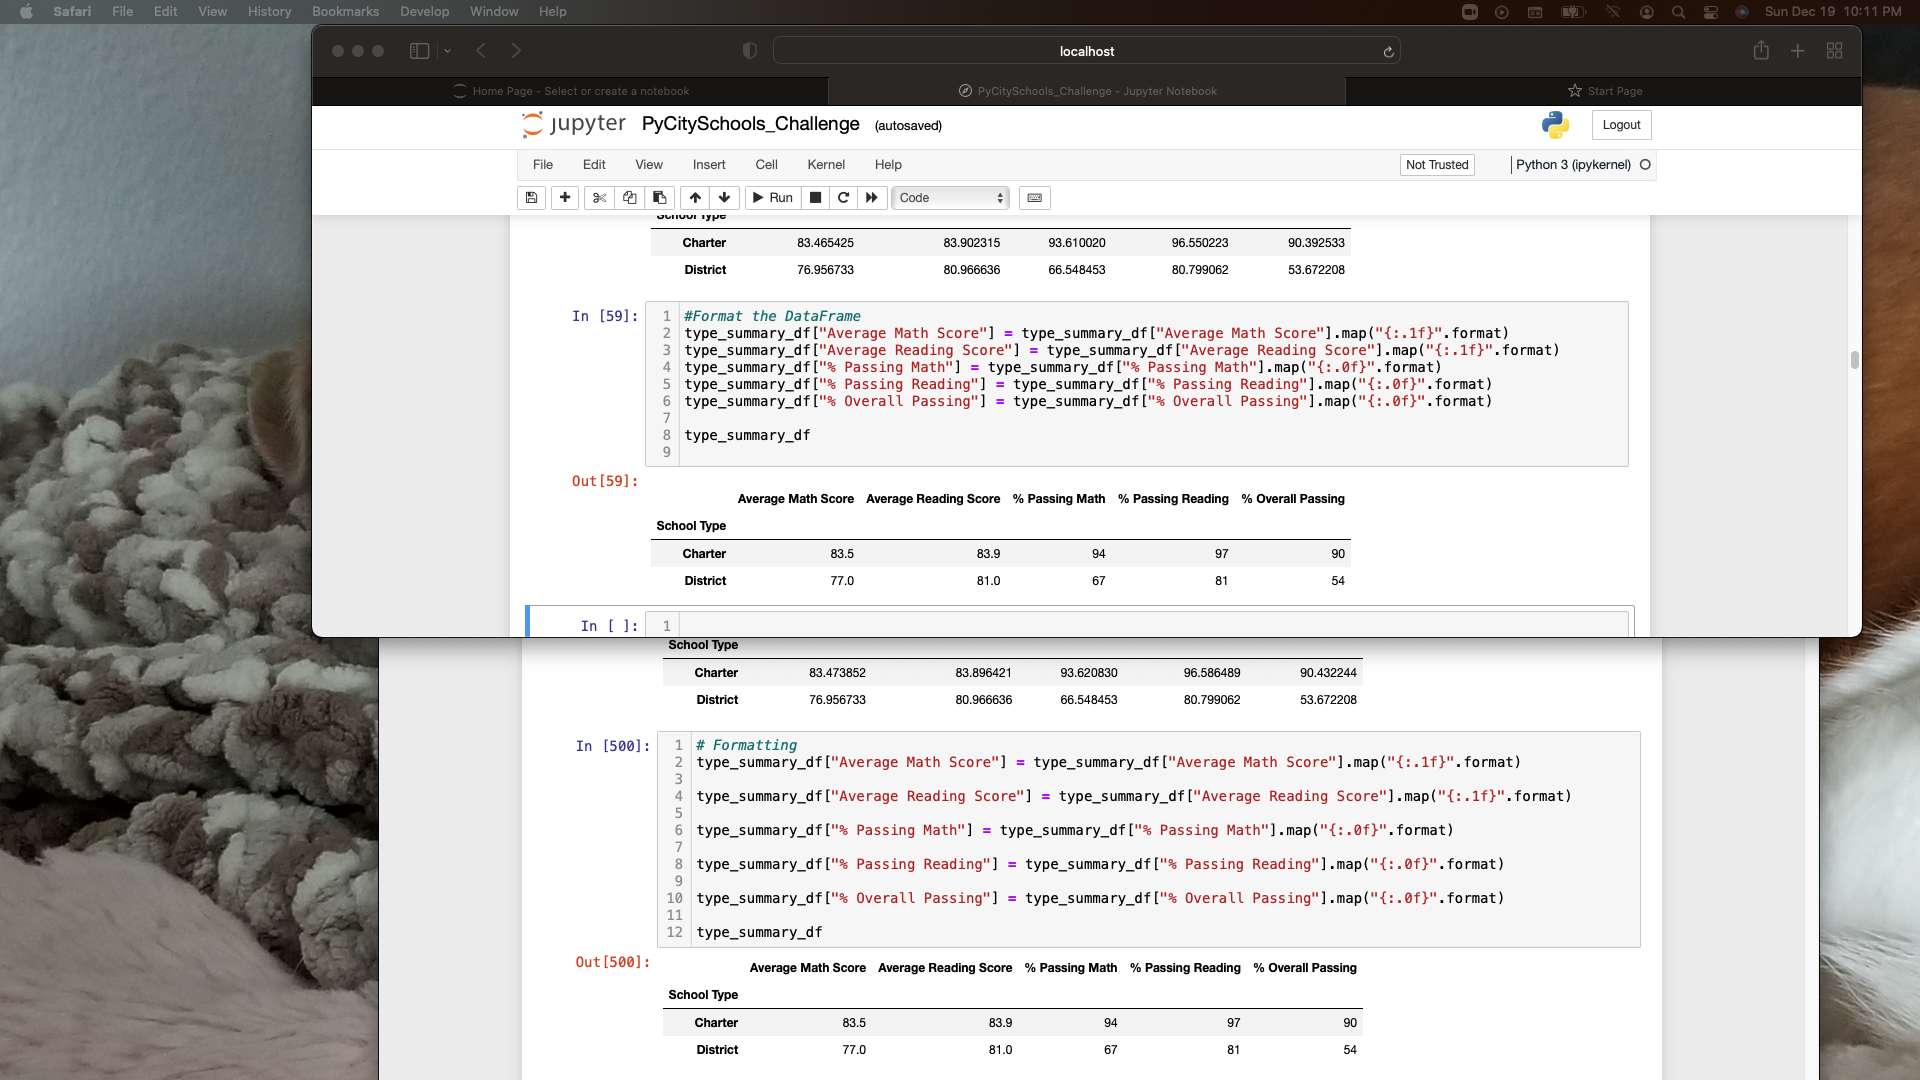 Safari File Edit View History Bookmarks Develop Window Help Sun Dec 19 10:11 PM
localhost
Home Page - Select or create a notebook PyCitySchools_Challenge - Jupyter Notebook Start Page
jupyter PyCitySchools_Challenge (autosaved) Logout
File Edit View Insert Cell Kernel Help Not Trusted Python 3 (ipykernel)
Run Code
School Type
Charter 83.465425 83.902315 93.610020 96.550223 90.392533
District 76.956733 80.966636 66.548453 80.799062 53.672208
In [59]: 1 #Format the DataFrame
2 type_summary_df["Average Math Score"] = type_summary_df["Average Math Score"].map("{:.1f}".format)
3 type_summary_df["Average Reading Score"] = type_summary_df["Average Reading Score"].map("{:.1f}".format)
4 type_summary_df["% Passing Math"] = type_summary_df["% Passing Math"].map("{:.0f}".format)
5 type_summary_df["% Passing Reading"] = type_summary_df["% Passing Reading"].map("{:.0f}".format)
6 type_summary_df["% Overall Passing"] = type_summary_df["% Overall Passing"].map("{:.0f}".format)
7
8 type_summary_df
9
Out[59]:
Average Math Score Average Reading Score % Passing Math % Passing Reading % Overall Passing
School Type
Charter 83.5 83.9 94 97 90
District 77.0 81.0 67 81 54
In [ ]: 1
School Type
Charter 83.473852 83.896421 93.620830 96.586489 90.432244
District 76.956733 80.966636 66.548453 80.799062 53.672208
In [500]: 1 # Formatting
2 type_summary_df["Average Math Score"] = type_summary_df["Average Math Score"].map("{:.1f}".format)
3
4 type_summary_df["Average Reading Score"] = type_summary_df["Average Reading Score"].map("{:.1f}".format)
5
6 type_summary_df["% Passing Math"] = type_summary_df["% Passing Math"].map("{:.0f}".format)
7
8 type_summary_df["% Passing Reading"] = type_summary_df["% Passing Reading"].map("{:.0f}".format)
9
10 type_summary_df["% Overall Passing"] = type_summary_df["% Overall Passing"].map("{:.0f}".format)
11
12 type_summary_df
Out[500]:
Average Math Score Average Reading Score % Passing Math % Passing Reading % Overall Passing
School Type
Charter 83.5 83.9 94 97 90
District 77.0 81.0 67 81 54